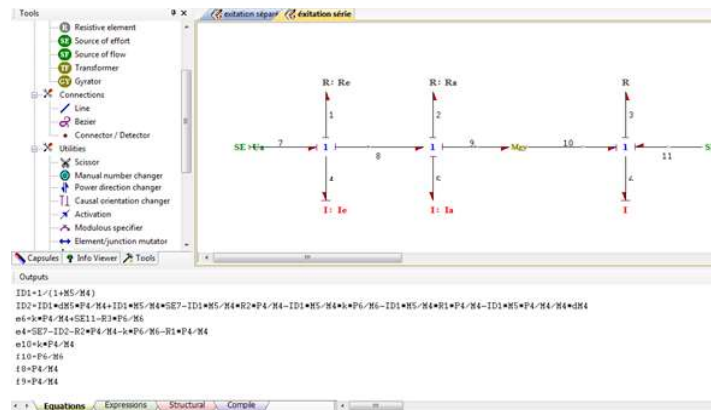 Tools
exitation séparé
éxitation série
Resistive element
Source of effort
Source of flow
Transformer
Gyrator
Connections
Line
Bezier
Connector / Detector
Utilities
Scissor
Manual number changer
Power direction changer
Causal orientation changer
Activation
Modulous specifier
Element/junction mutator
Capsules
Info Viewer
Tools
R: Re
R: Ra
R
1
2
3
SE
Ua
7
1
8
1
9
Mgy
10
1
11
S
I: Ie
I: Ia
I
Outputs
ID1=1/(1+M5/M4)
ID2=ID1*dM5*P4/M4+ID1*M5/M4*SE7-ID1*M5/M4*R2*P4/M4-ID1*M5/M4*k*P6/M6-ID1*M5/M4*R1*P4/M4-ID1*M5*P4/M4/M4*dM4
e6=k*P4/M4+SE11-R3*P6/M6
e4=SE7-ID2-R2*P4/M4-k*P6/M6-R1*P4/M4
e10=k*P4/M4
f10=P6/M6
f8=P4/M4
f9=P4/M4
Equations
Expressions
Structural
Compile